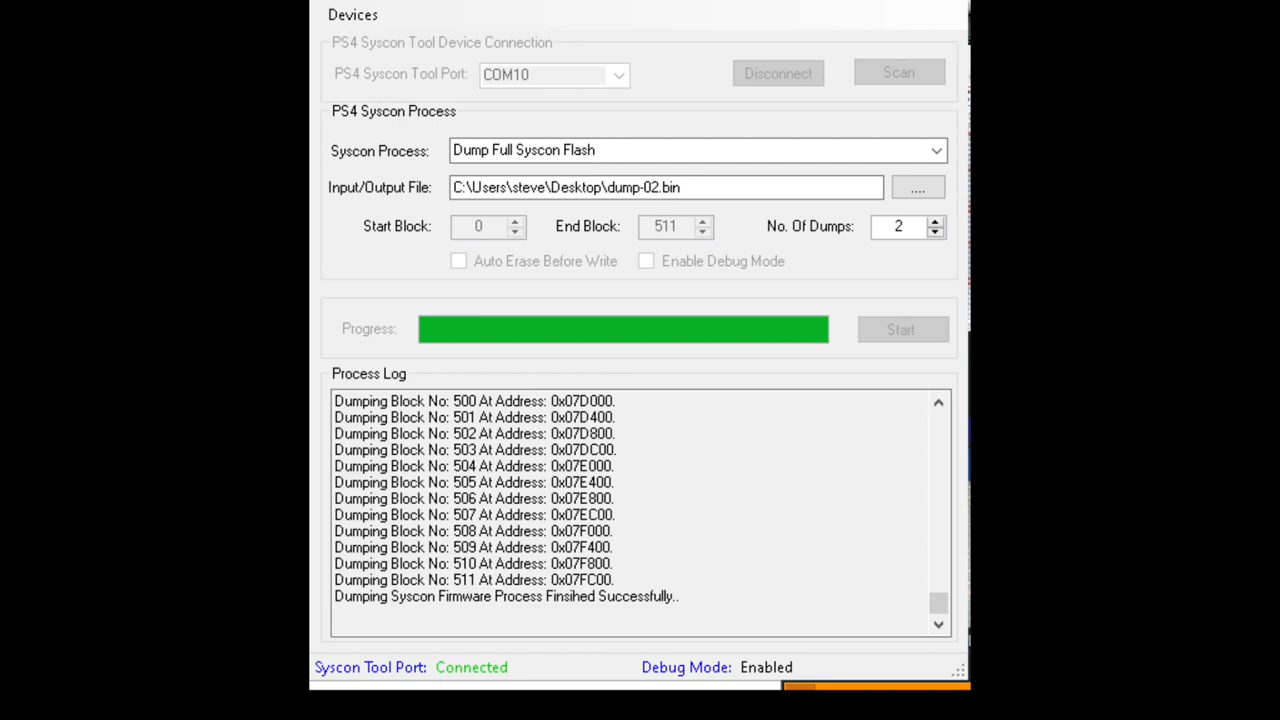 Devices
PS4 Syscon Tool Device Connection
PS4 Syscon Tool Port: COM10 Disconnect Scan
PS4 Syscon Process
Syscon Process: Dump Full Syscon Flash
Input/Output File: C:\Users\steve\Desktop\dump-02.bin ....
Start Block: 0 End Block: 511 No. Of Dumps: 2
Auto Erase Before Write Enable Debug Mode
Progress: Start
Process Log
Dumping Block No: 500 At Address: 0x07D000.
Dumping Block No: 501 At Address: 0x07D400.
Dumping Block No: 502 At Address: 0x07D800.
Dumping Block No: 503 At Address: 0x07DC00.
Dumping Block No: 504 At Address: 0x07E000.
Dumping Block No: 505 At Address: 0x07E400.
Dumping Block No: 506 At Address: 0x07E800.
Dumping Block No: 507 At Address: 0x07EC00.
Dumping Block No: 508 At Address: 0x07F000.
Dumping Block No: 509 At Address: 0x07F400.
Dumping Block No: 510 At Address: 0x07F800.
Dumping Block No: 511 At Address: 0x07FC00.
Dumping Syscon Firmware Process Finsihed Successfully..
Syscon Tool Port: Connected Debug Mode: Enabled